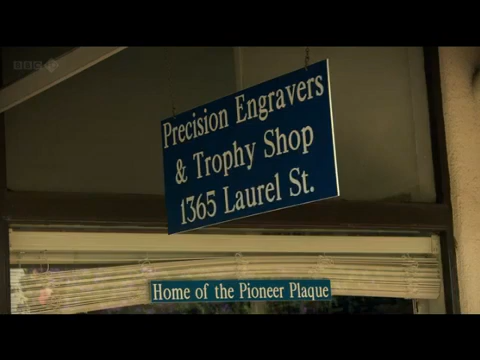 BBC
Precision Engravers
& Trophy Shop
1365 Laurel St.
Home of the Pioneer Plaque